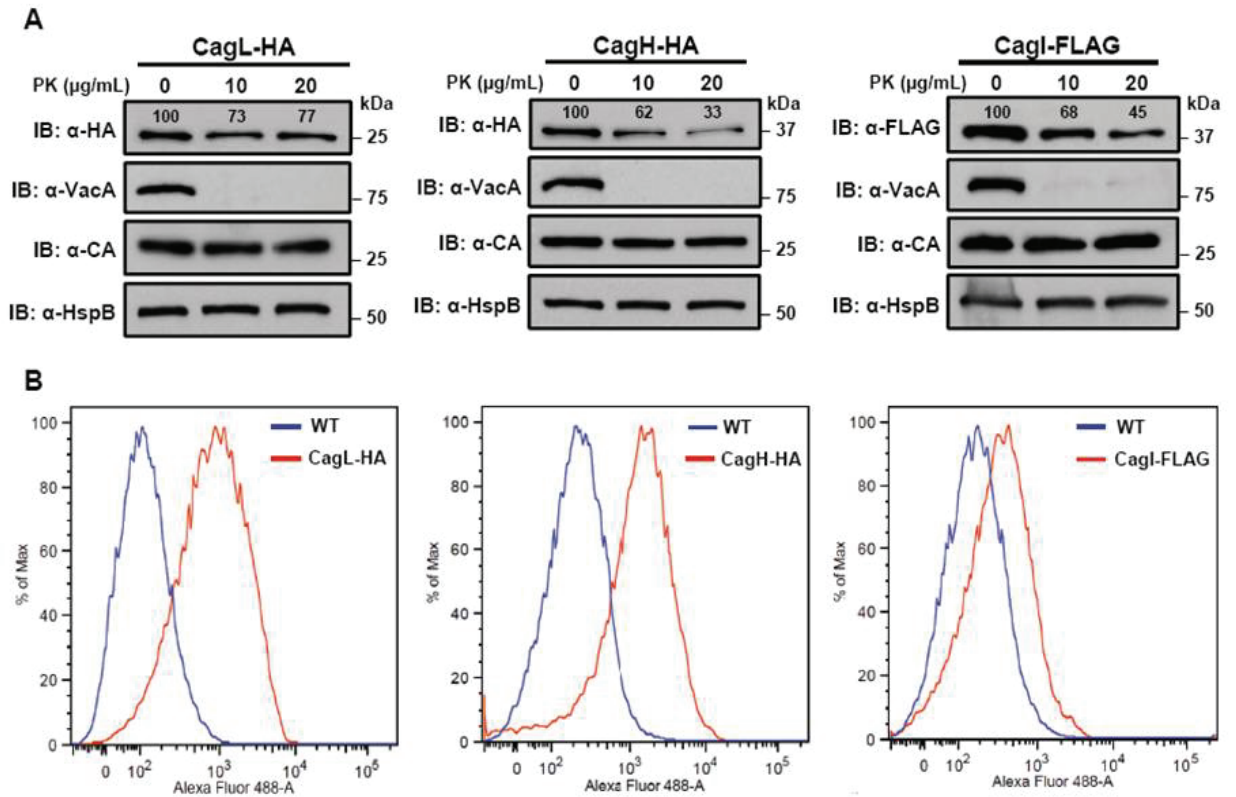 A
CagL-HA
PK (µg/mL) 0 10 20
kDa
IB: α-HA 100 73 77 25
IB: α-VacA 75
IB: α-CA 25
IB: α-HspB 50
CagH-HA
PK (µg/mL) 0 10 20
kDa
IB: α-HA 100 62 33 37
IB: α-VacA 75
IB: α-CA 25
IB: α-HspB 50
CagI-FLAG
PK (µg/mL) 0 10 20
kDa
IB: α-FLAG 100 68 45 37
IB: α-VacA 75
IB: α-CA 25
IB: α-HspB 50
B
WT
CagL-HA
100
80
60
40
20
0
% of Max
0 10² 10³ 10⁴ 10⁵
Alexa Fluor 488-A
WT
CagH-HA
100
80
60
40
20
0
% of Max
0 10² 10³ 10⁴ 10⁵
Alexa Fluor 488-A
WT
CagI-FLAG
100
80
60
40
20
0
% of Max
0 10² 10³ 10⁴ 10⁵
Alexa Fluor 488-A